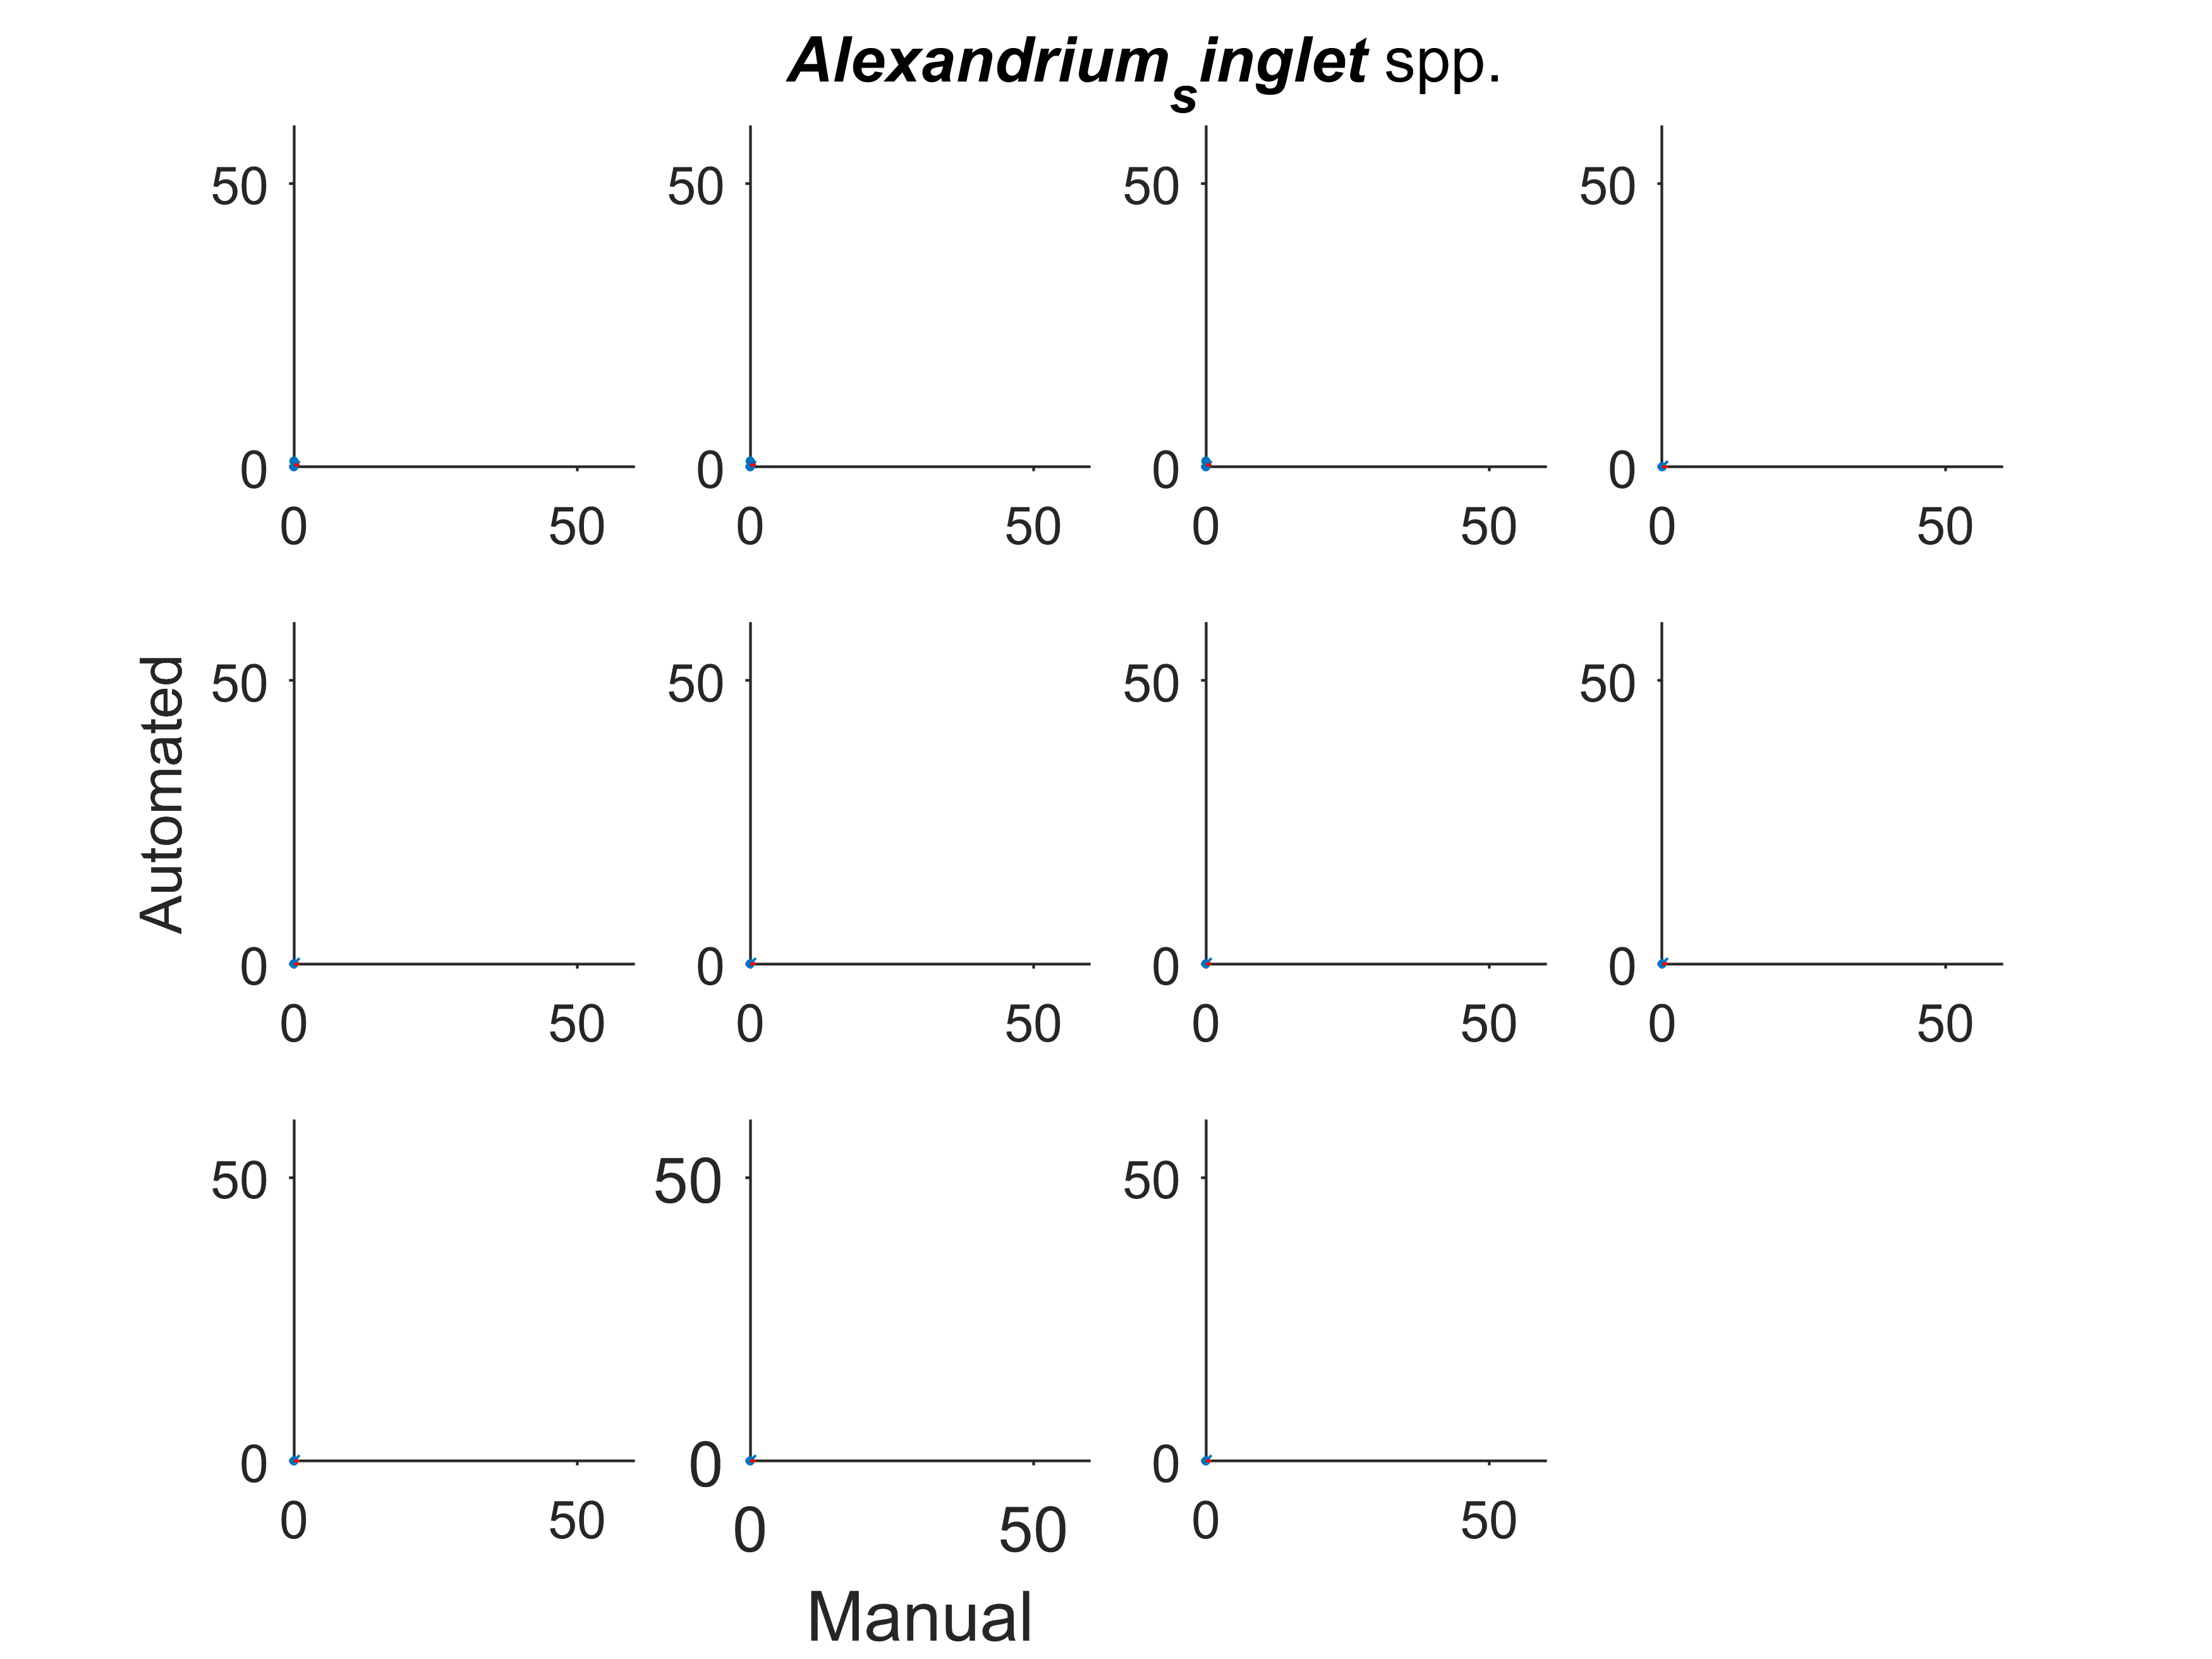 Alexandrium_singlet spp.
50 50 50 50
0 0 0 0
0 50 0 50 0 50 0 50
Automated
50 50 50 50
0 0 0 0
0 50 0 50 0 50 0 50
50 50 50
0 0 0
0 50 0 50 0 50
Manual